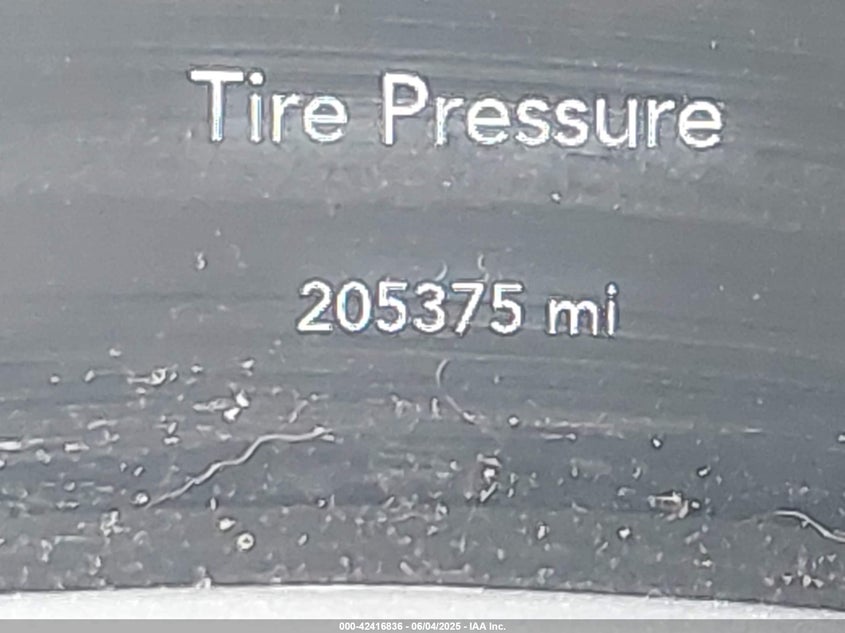 Tire Pressure
205375 mi
000-42416836 - 06/04/2025 - IAA Inc.